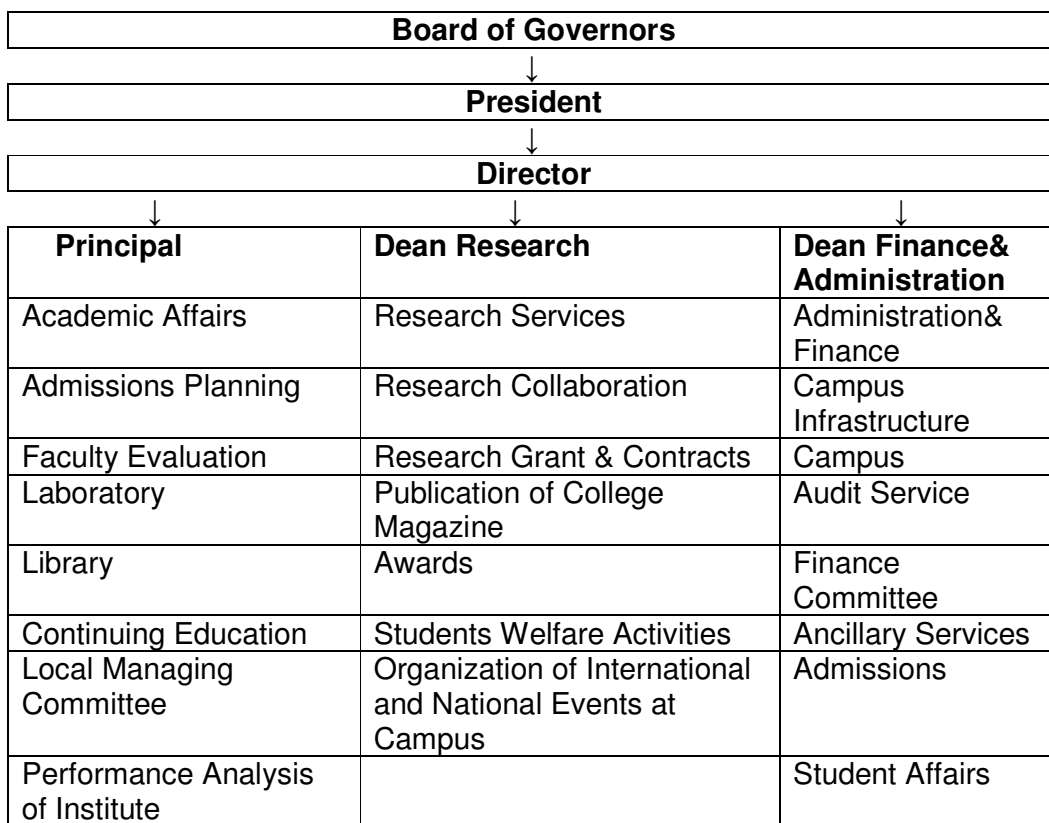 Board of Governors
↓
President
↓
Director
↓ ↓ ↓
Principal Dean Research Dean Finance&
Administration
Academic Affairs Research Services Administration&
Finance
Admissions Planning Research Collaboration Campus
Infrastructure
Faculty Evaluation Research Grant & Contracts Campus
Laboratory Publication of College Audit Service
Magazine
Library Awards Finance
Committee
Continuing Education Students Welfare Activities Ancillary Services
Local Managing Organization of International Admissions
Committee and National Events at
Campus
Performance Analysis Student Affairs
of Institute